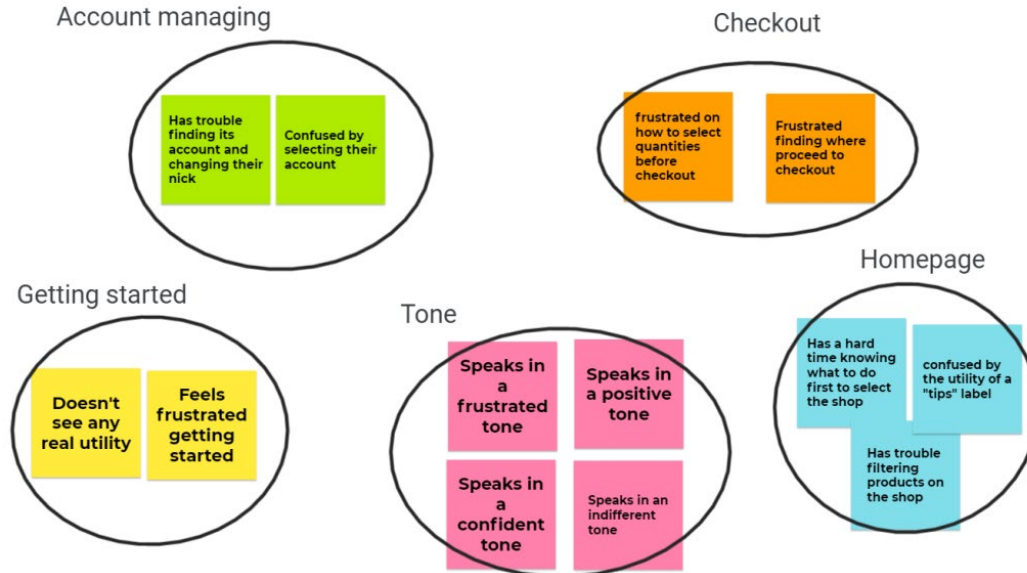 Account managing
Has trouble
finding its
account and
changing their
nick
Confused by
selecting their
account
Checkout
frustrated on
how to select
quantities
before
checkout
Frustrated
finding where
proceed to
checkout
Getting started
Doesn't
see any
real utility
Feels
frustrated
getting
started
Tone
Speaks in
a
frustrated
tone
Speaks in
a positive
tone
Speaks in
a
confident
tone
Speaks in an
indifferent
tone
Homepage
Has a hard
time knowing
what to do
first to select
the shop
confused by
the utility of a
"tips" label
Has trouble
filtering
products on
the shop